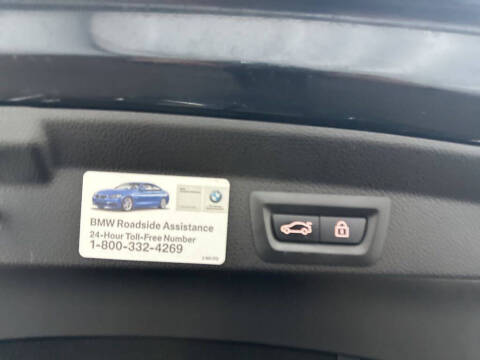 BMW Roadside Assistance
24-Hour Toll-Free Number
1-800-332-4269